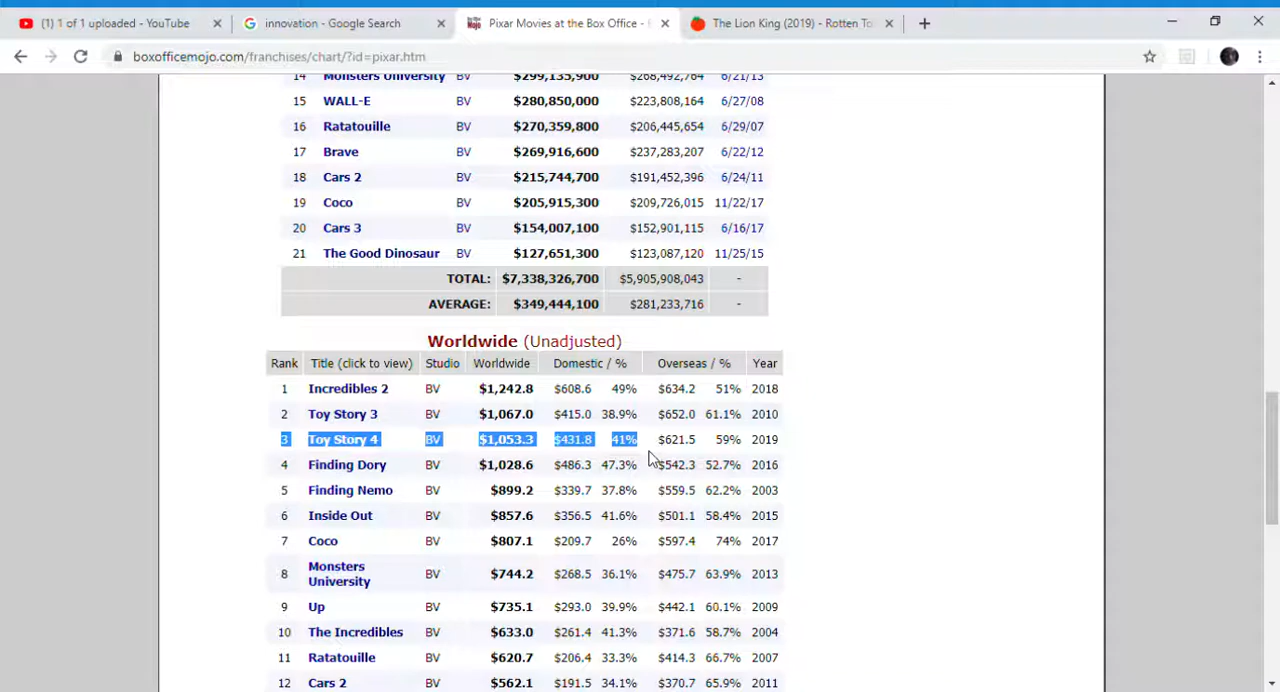 (1) 1 of 1 uploaded - YouTube
innovation - Google Search
Pixar Movies at the Box Office -
The Lion King (2019) - Rotten To
boxofficemojo.com/franchises/chart/?id=pixar.htm
14 Monsters University BV $299,135,900 $268,492,764 6/21/13
15 WALL-E BV $280,850,000 $223,808,164 6/27/08
16 Ratatouille BV $270,359,800 $206,445,654 6/29/07
17 Brave BV $269,916,600 $237,283,207 6/22/12
18 Cars 2 BV $215,744,700 $191,452,396 6/24/11
19 Coco BV $205,915,300 $209,726,015 11/22/17
20 Cars 3 BV $154,007,100 $152,901,115 6/16/17
21 The Good Dinosaur BV $127,651,300 $123,087,120 11/25/15
TOTAL: $7,338,326,700 $5,905,908,043 -
AVERAGE: $349,444,100 $281,233,716 -
Worldwide (Unadjusted)
Rank Title (click to view) Studio Worldwide Domestic / % Overseas / % Year
1 Incredibles 2 BV $1,242.8 $608.6 49% $634.2 51% 2018
2 Toy Story 3 BV $1,067.0 $415.0 38.9% $652.0 61.1% 2010
3 Toy Story 4 BV $1,053.3 $431.8 41% $621.5 59% 2019
4 Finding Dory BV $1,028.6 $486.3 47.3% $542.3 52.7% 2016
5 Finding Nemo BV $899.2 $339.7 37.8% $559.5 62.2% 2003
6 Inside Out BV $857.6 $356.5 41.6% $501.1 58.4% 2015
7 Coco BV $807.1 $209.7 26% $597.4 74% 2017
8 Monsters University BV $744.2 $268.5 36.1% $475.7 63.9% 2013
9 Up BV $735.1 $293.0 39.9% $442.1 60.1% 2009
10 The Incredibles BV $633.0 $261.4 41.3% $371.6 58.7% 2004
11 Ratatouille BV $620.7 $206.4 33.3% $414.3 66.7% 2007
12 Cars 2 BV $562.1 $191.5 34.1% $370.7 65.9% 2011